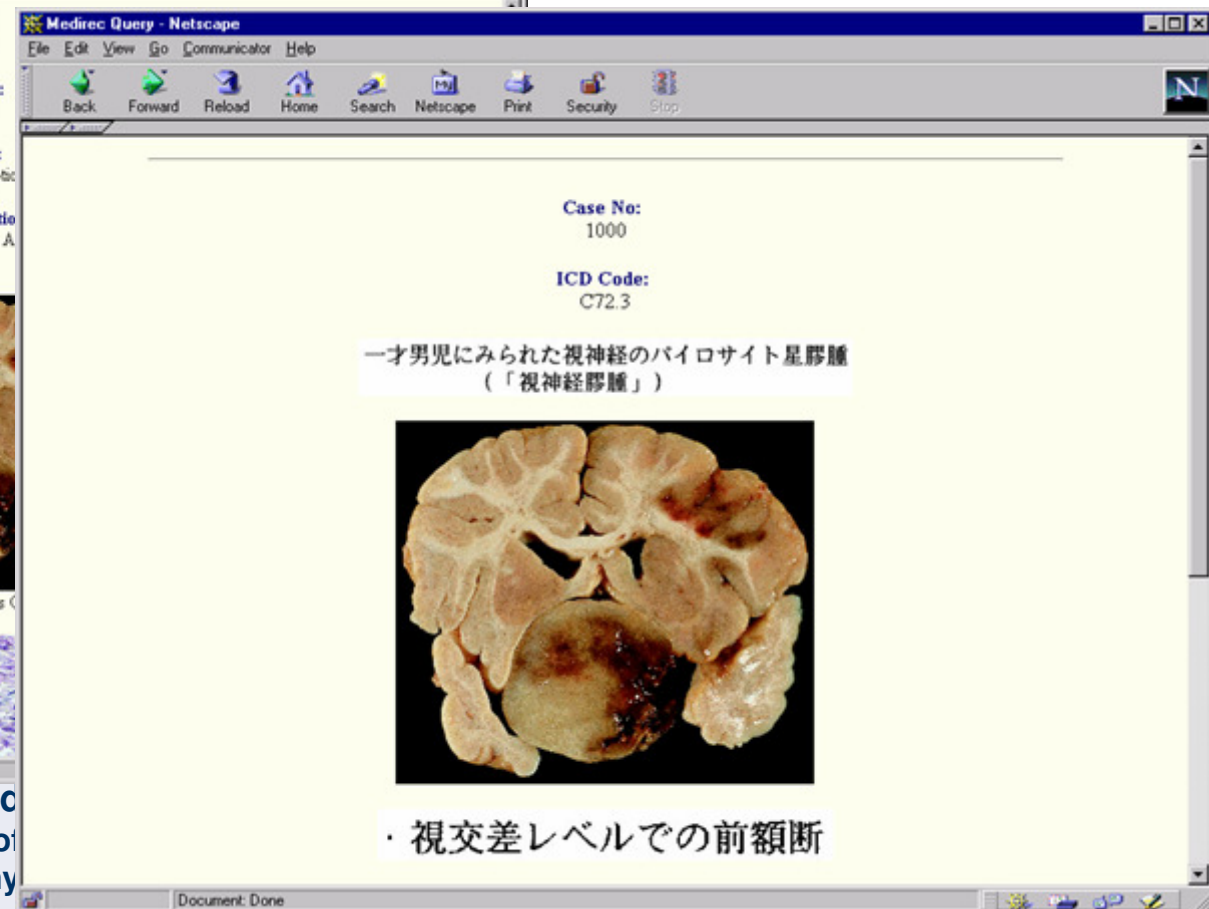 Medirec Query - Netscape
File Edit View Go Communicator Help
Back Forward Reload Home Search Netscape Print Security Stop
My
N
Case No:
1000
ICD Code:
C72.3
一才男児にみられた視神経のパイロサイト星膠腫
(「視神経膠腫」)
・視交差レベルでの前額断
Document: Done